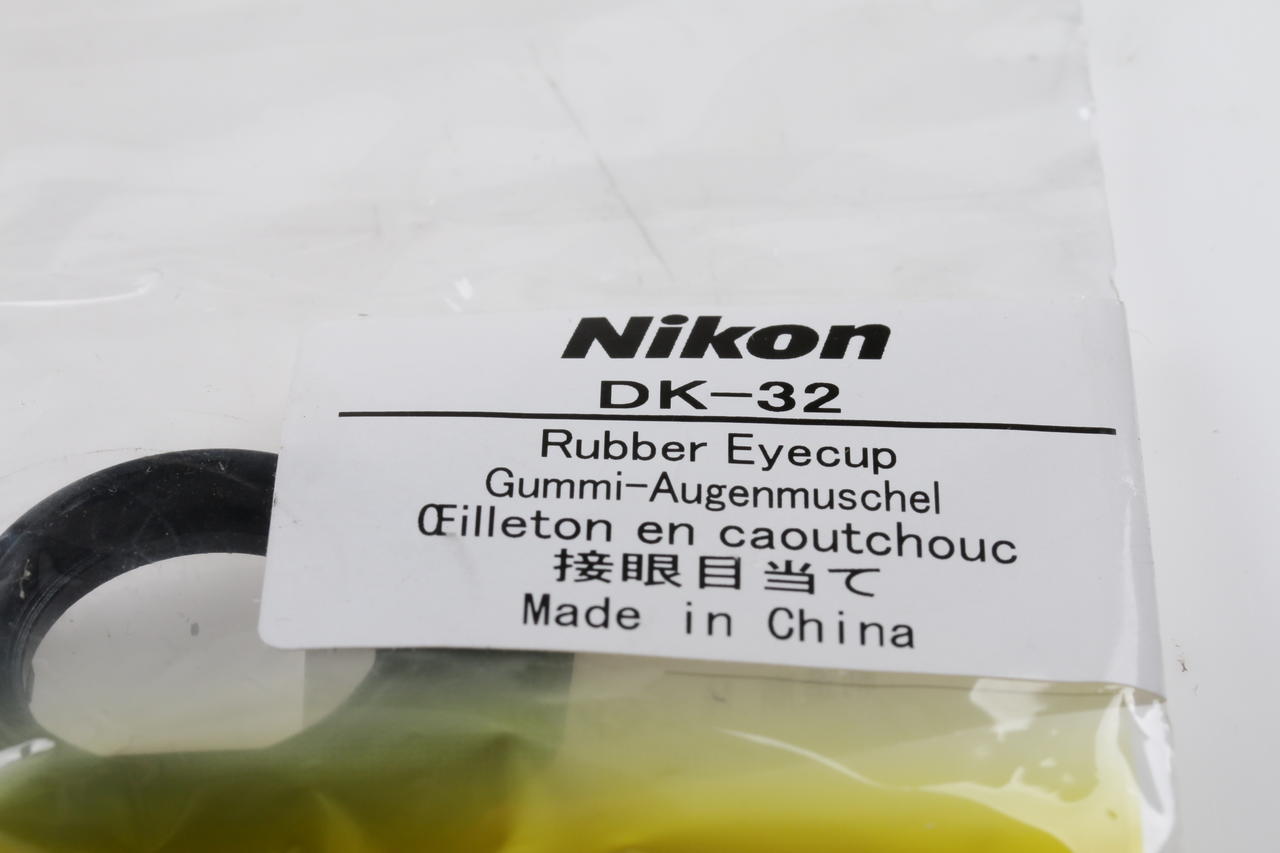 Nikon
DK-32
Rubber Eyecup
Gummi-Augenmuschel
Œilleton en caoutchouc
接眼目当て
Made in China